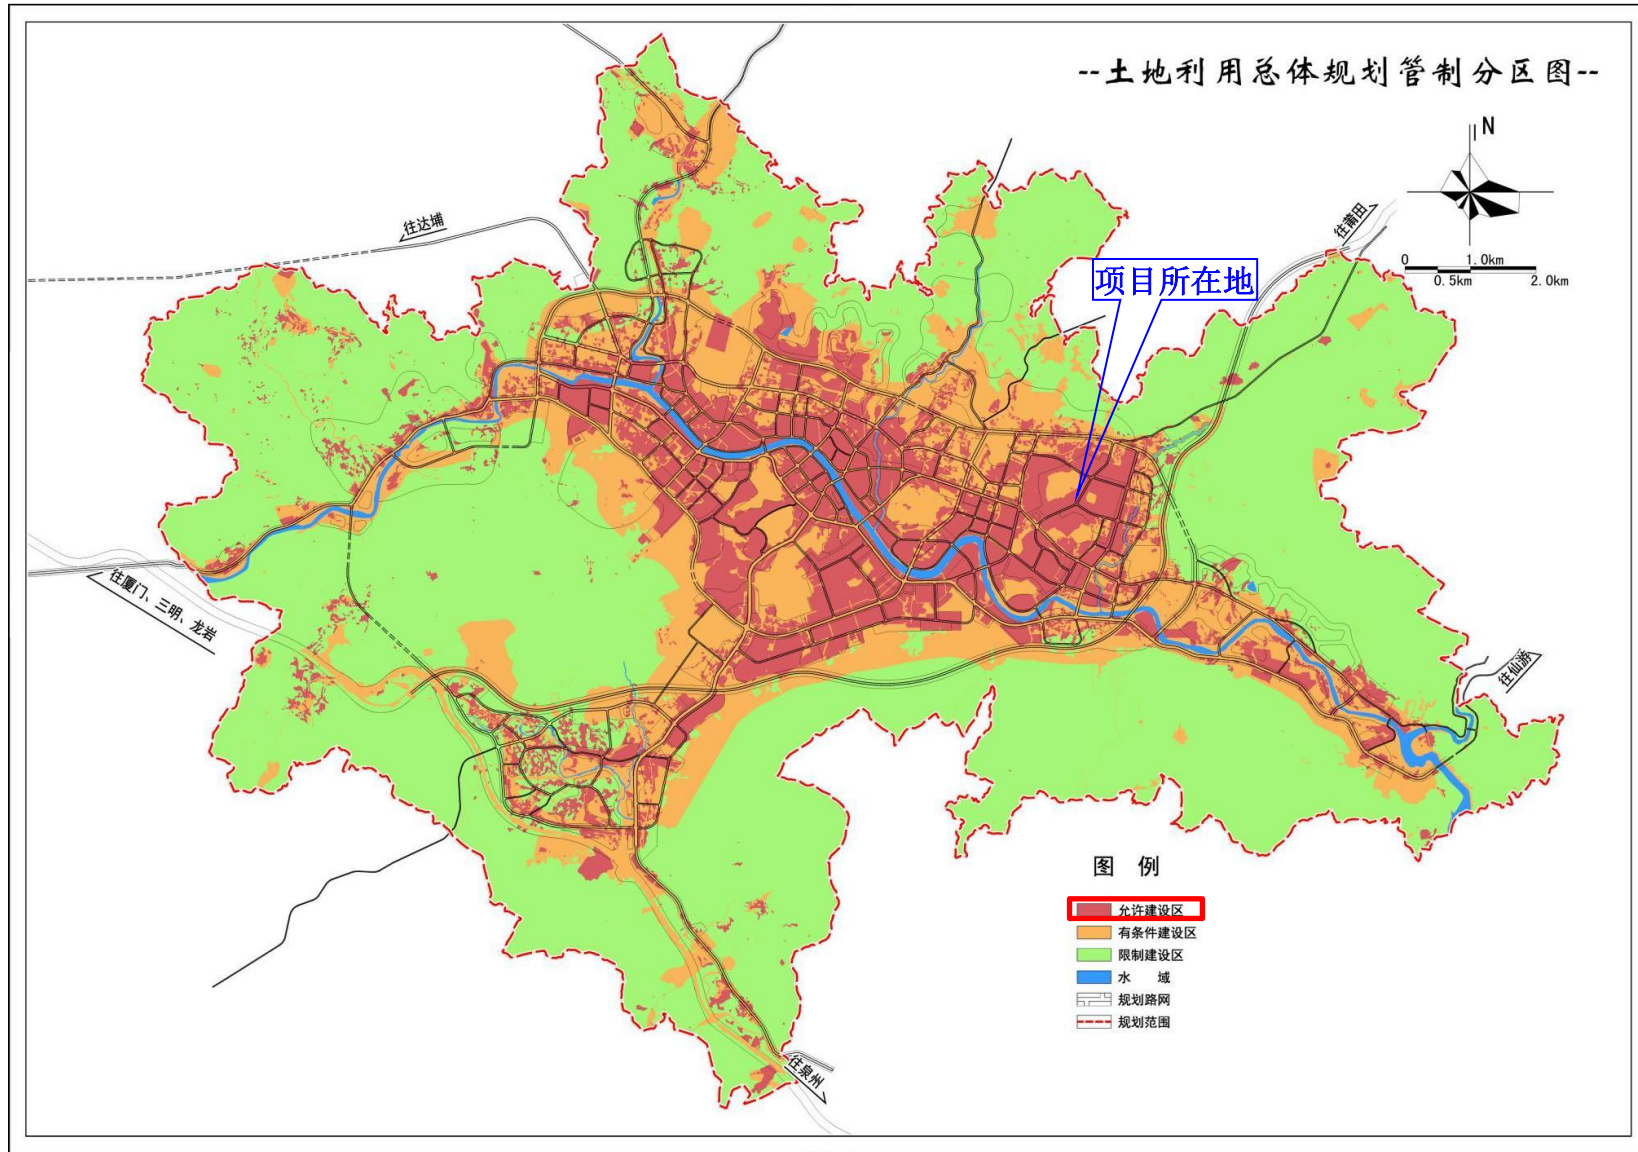 --土地利用总体规划管制分区图--
N
0 1.0km
0.5km 2.0km
往达埔
往莆田
项目所在地
往厦门、三明、龙岩
往仙游
往泉州
图 例
允许建设区
有条件建设区
限制建设区
水 域
规划路网
规划范围